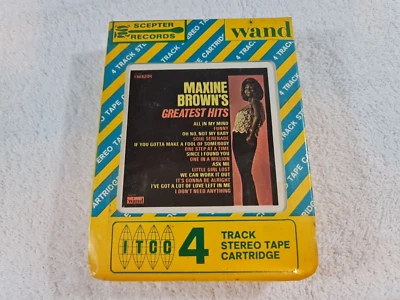 SCEPTER
RECORDS
wand
4 TRACK STEREO TAPE CARTRIDGE
MAXINE
BROWN'S
GREATEST HITS
ALL IN MY MIND
FUNNY
OH NO, NOT MY BABY
SOUL SERENADE
IF YOU GOTTA MAKE A FOOL OF SOMEBODY
ONE STEP AT A TIME
SINCE I FOUND YOU
ONE IN A MILLION
ASK ME
LITTLE GIRL LOST
WE CAN WORK IT OUT
IT'S GONNA BE ALRIGHT
I'VE GOT A LOT OF LOVE LEFT IN ME
I DON'T NEED ANYTHING
wand
ITCC
4
TRACK
STEREO TAPE
CARTRIDGE